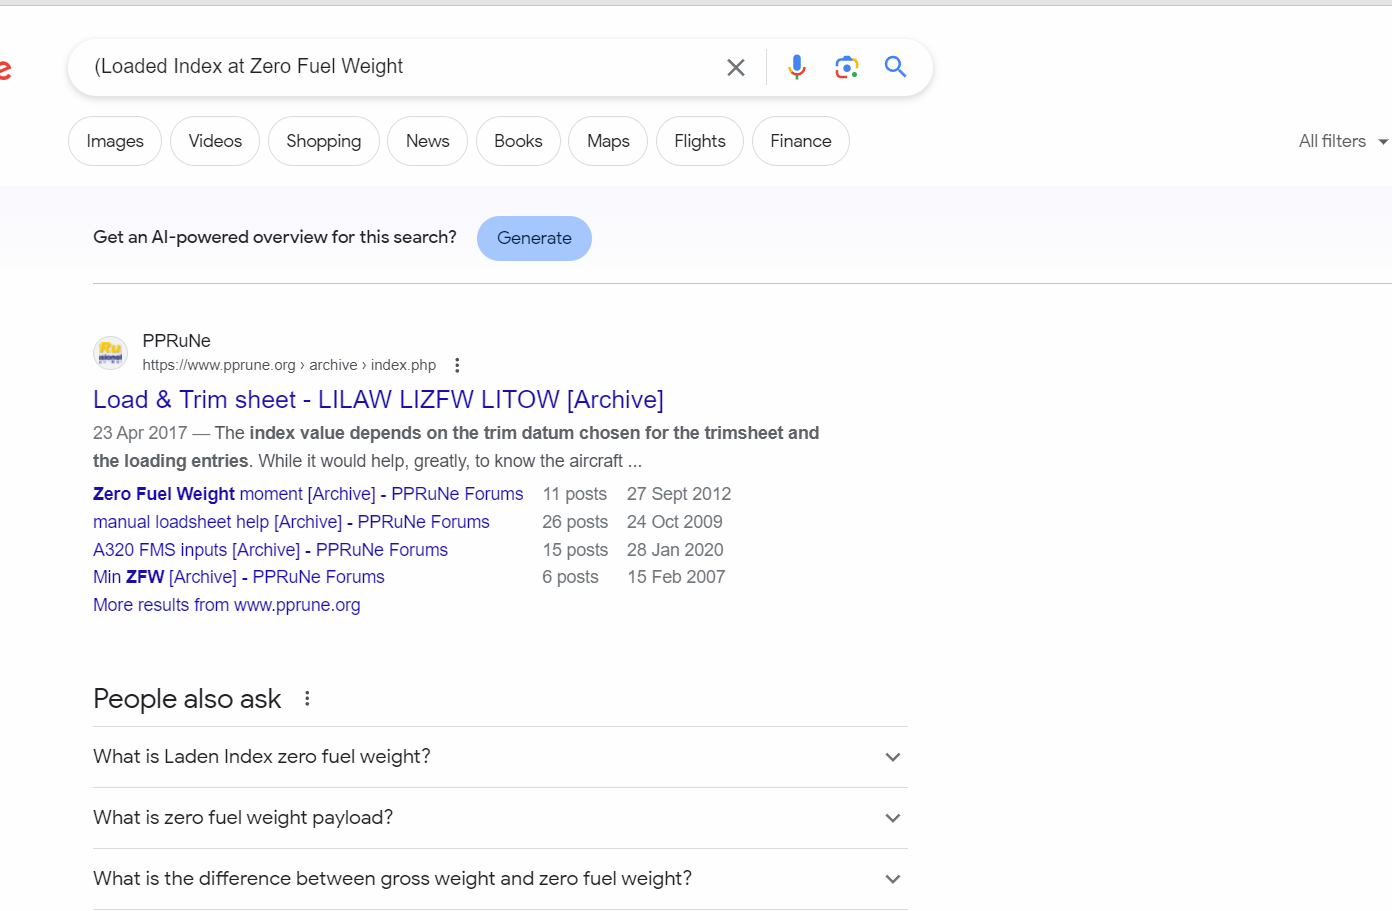 e
(Loaded Index at Zero Fuel Weight
Images Videos Shopping News Books Maps Flights Finance All filters
Get an AI-powered overview for this search? Generate
PPRuNe
https://www.pprune.org › archive › index.php
Load & Trim sheet - LILAW LIZFW LITOW [Archive]
23 Apr 2017 — The index value depends on the trim datum chosen for the trimsheet and
the loading entries. While it would help, greatly, to know the aircraft ...
Zero Fuel Weight moment [Archive] - PPRuNe Forums 11 posts 27 Sept 2012
manual loadsheet help [Archive] - PPRuNe Forums 26 posts 24 Oct 2009
A320 FMS inputs [Archive] - PPRuNe Forums 15 posts 28 Jan 2020
Min ZFW [Archive] - PPRuNe Forums 6 posts 15 Feb 2007
More results from www.pprune.org
People also ask
What is Laden Index zero fuel weight?
What is zero fuel weight payload?
What is the difference between gross weight and zero fuel weight?